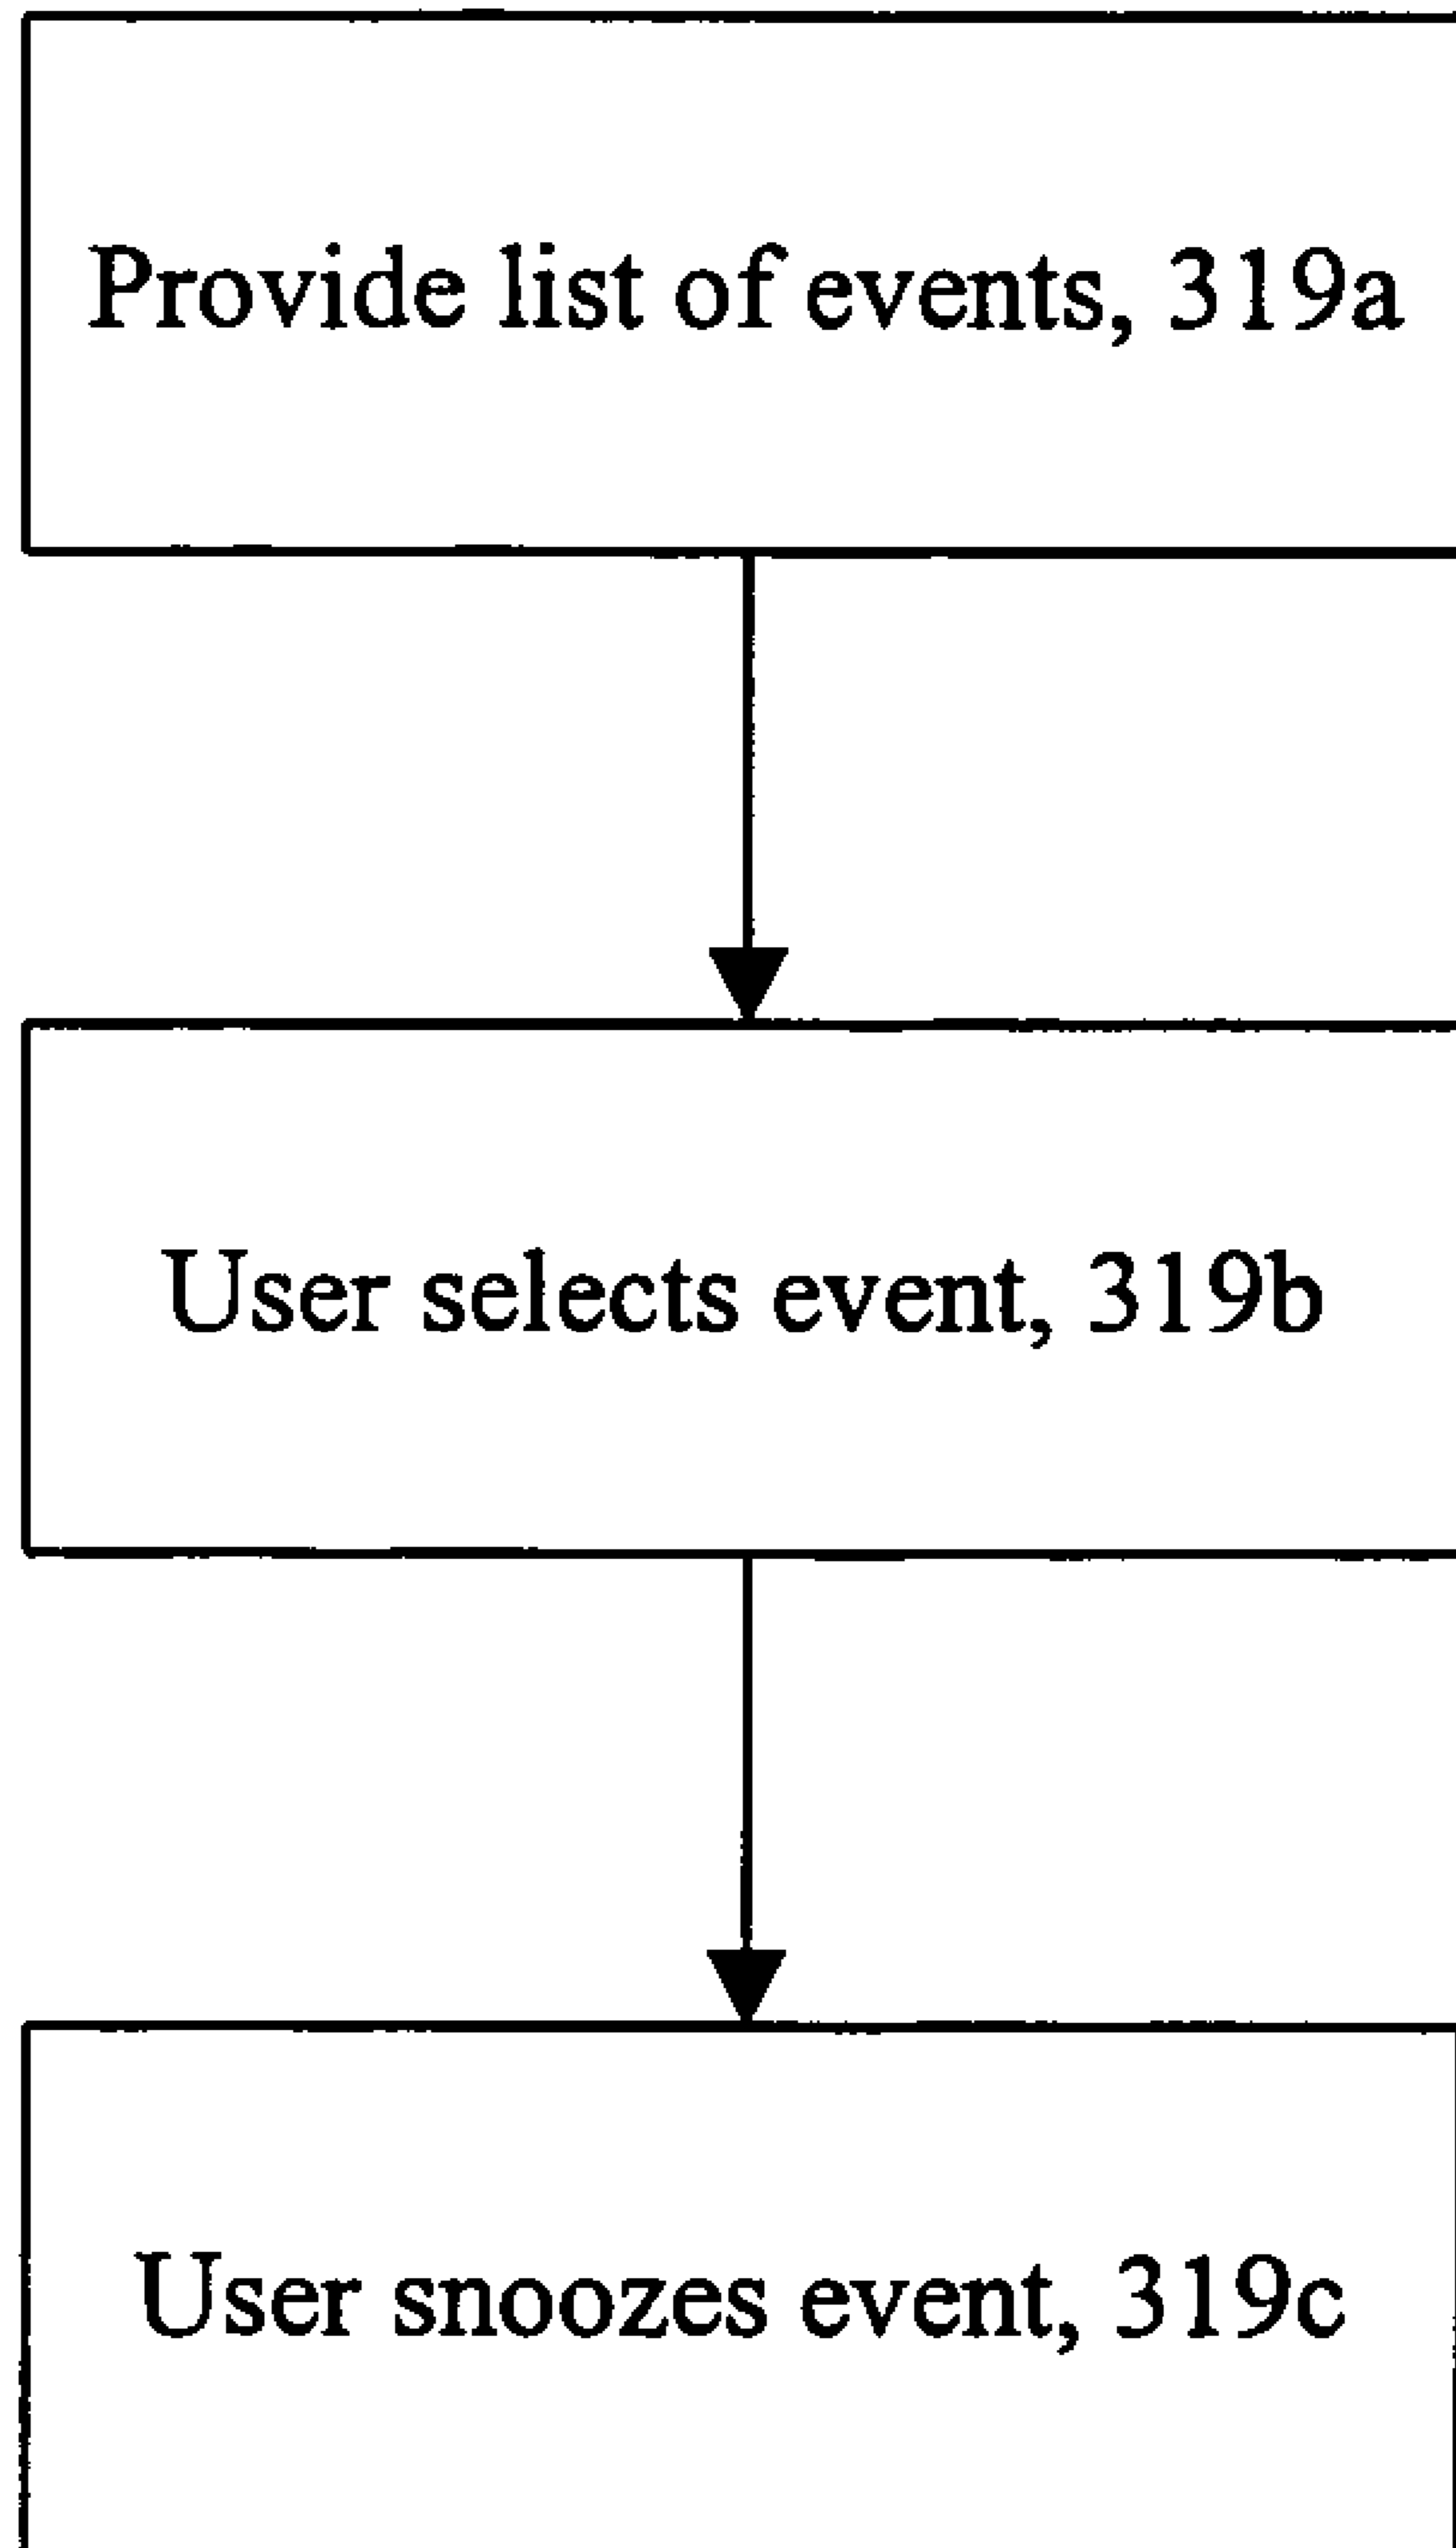 Provide list of events, 319a
User selects event, 319b
User snoozes event, 319c